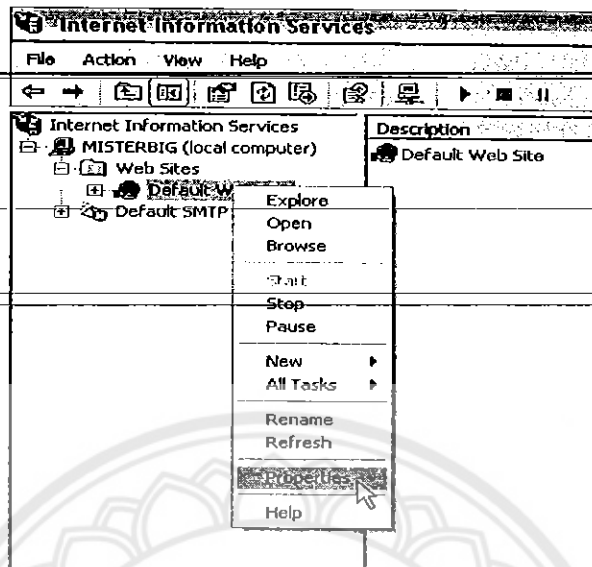 Internet Information Services
File Action View Help
Internet Information Services
Description
MISTERBIG (local computer)
Default Web Site
Web Sites
Default W
Default SMTP
Explore
Open
Browse
Start
Stop
Pause
New
All Tasks
Rename
Refresh
Properties
Help